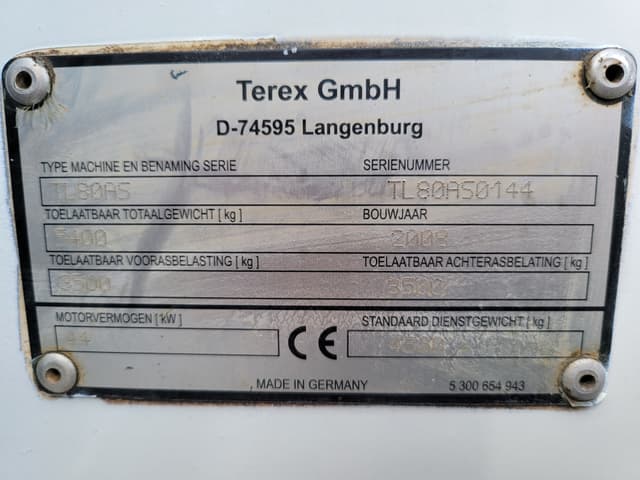 Terex GmbH
D-74595 Langenburg
TYPE MACHINE EN BENAMING SERIE SERIENUMMER
TL80AS TL80AS0144
TOELAATBAAR TOTAALGEWICHT [ kg ] BOUWJAAR
5400 2008
TOELAATBAAR VOORASBELASTING [ kg ] TOELAATBAAR ACHTERASBELATING [ kg ]
3500 3500
MOTORVERMOGEN [ kW ] CE STANDAARD DIENSTGEWICHT [ kg ]
44
MADE IN GERMANY 5 300 654 943